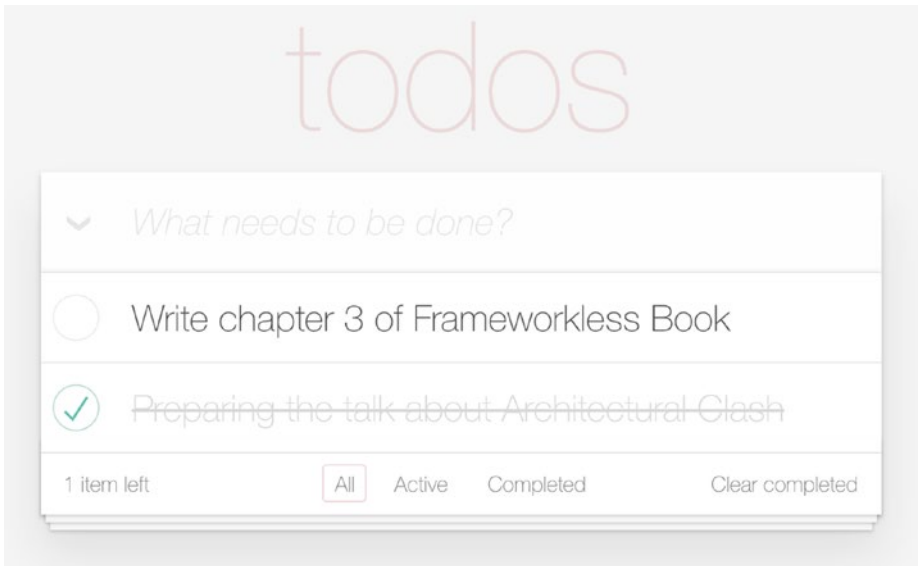 todos
What needs to be done?
Write chapter 3 of Frameworkless Book
Preparing the talk about Architectural Clash
1 item left All Active Completed Clear completed